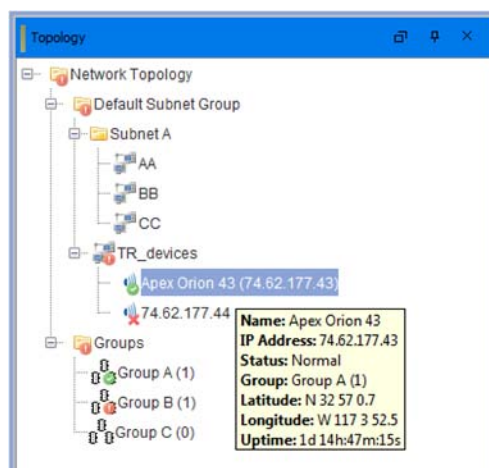 Topology
Network Topology
Default Subnet Group
Subnet A
AA
BB
CC
TR_devices
Apex Orion 43 (74.62.177.43)
74.62.177.44
Name: Apex Orion 43
IP Address: 74.62.177.43
Status: Normal
Group: Group A (1)
Latitude: N 32 57 0.7
Longitude: W 117 3 52.5
Uptime: 1d 14h:47m:15s
Groups
Group A (1)
Group B (1)
Group C (0)